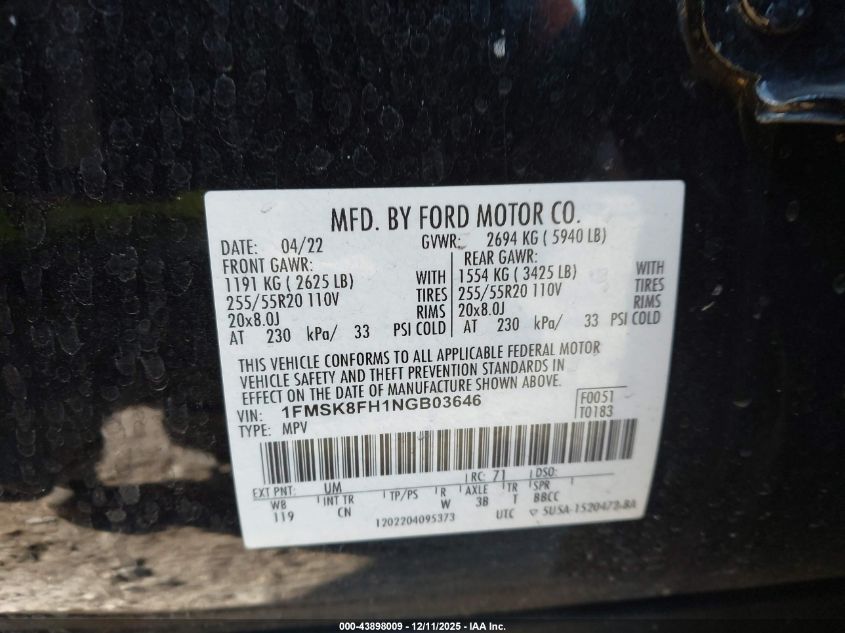 MFD. BY FORD MOTOR CO.
DATE: 04/22 GVWR: 2694 KG ( 5940 LB)
FRONT GAWR: REAR GAWR:
1191 KG ( 2625 LB) WITH 1554 KG ( 3425 LB) WITH
255/55R20 110V TIRES 255/55R20 110V TIRES
20x8.0J RIMS 20x8.0J RIMS
AT 230 kPa/ 33 PSI COLD AT 230 kPa/ 33 PSI COLD
THIS VEHICLE CONFORMS TO ALL APPLICABLE FEDERAL MOTOR
VEHICLE SAFETY AND THEFT PREVENTION STANDARDS IN
EFFECT ON THE DATE OF MANUFACTURE SHOWN ABOVE.
VIN: 1FMSK8FH1NGB03646 F0051
TYPE: MPV T0183
EXT PNT: UM RC: 71 DSO:
WB INT TR TP/PS R AXLE TR SPR
119 CN W 3B T BBCC
1202204095373 UTC ▽ 5USA-1520472-BA
000-43898009 - 12/11/2025 - IAA Inc.